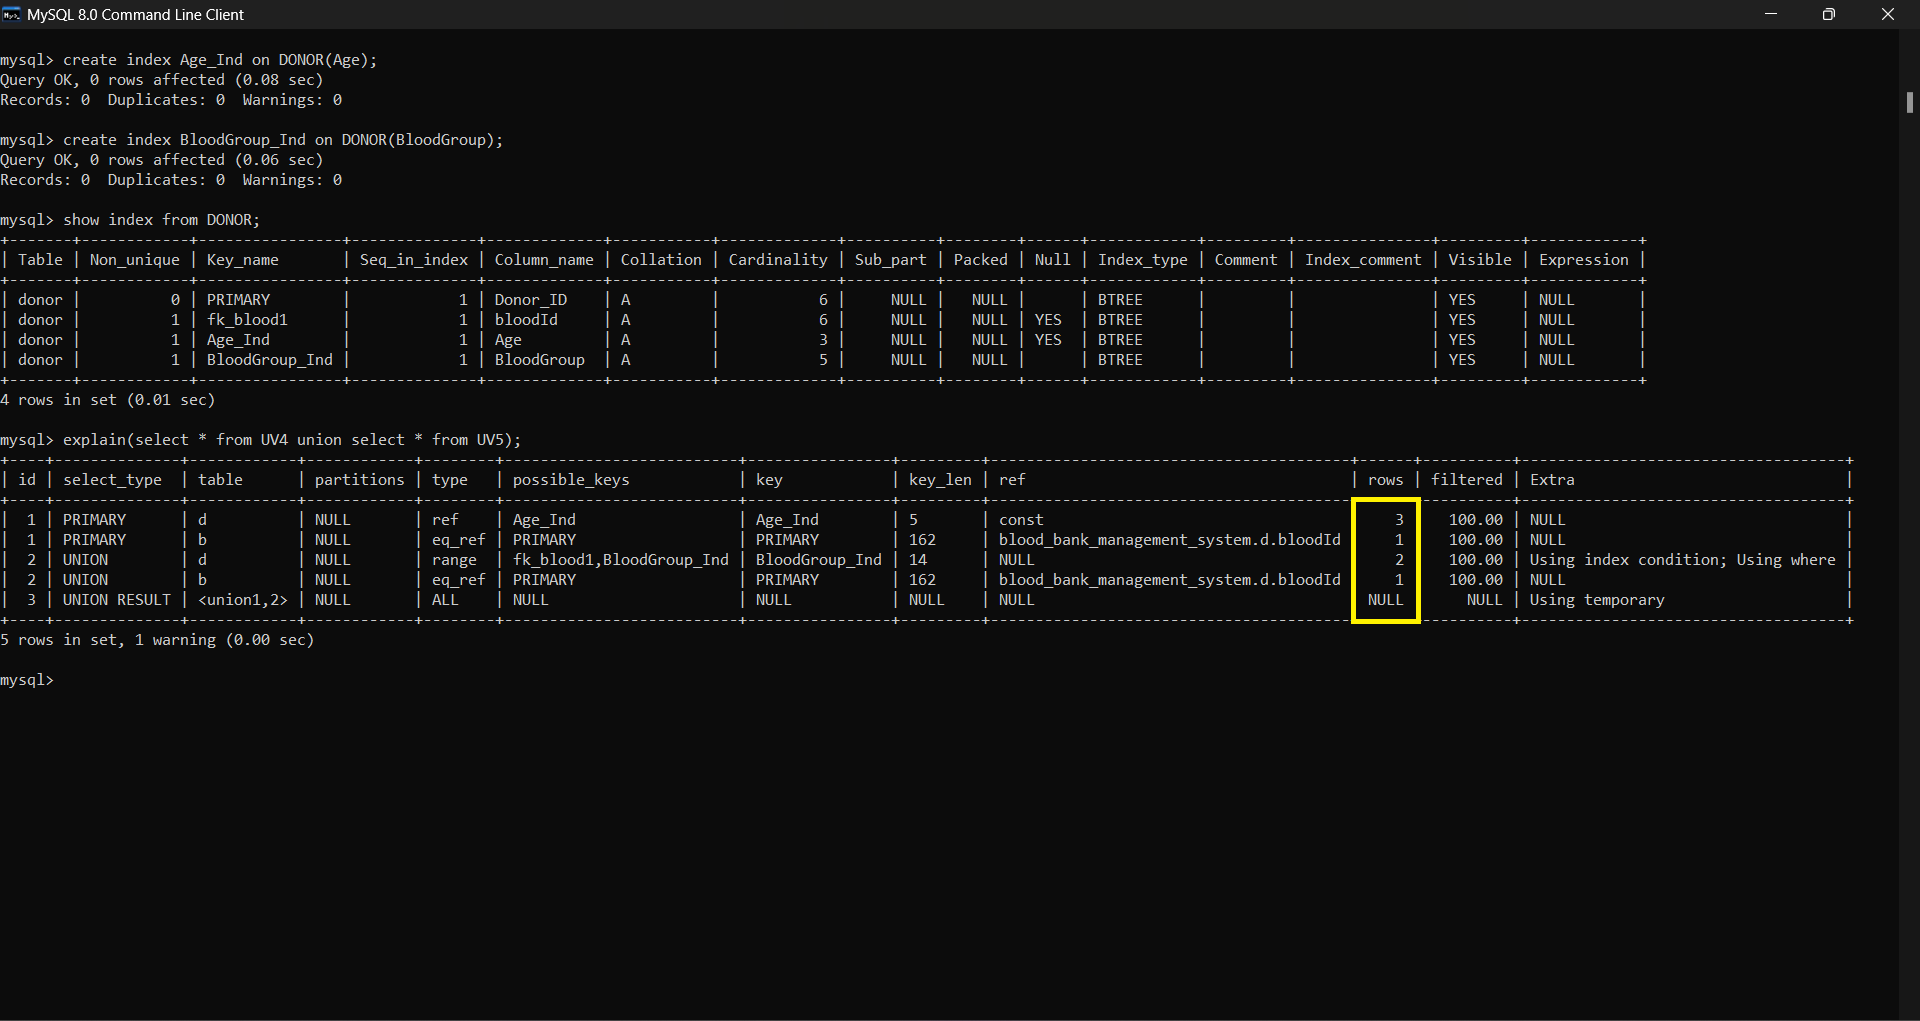 MySQL 8.0 Command Line Client
mysql> create index Age_Ind on DONOR(Age);
Query OK, 0 rows affected (0.08 sec)
Records: 0  Duplicates: 0  Warnings: 0
mysql> create index BloodGroup_Ind on DONOR(BloodGroup);
Query OK, 0 rows affected (0.06 sec)
Records: 0  Duplicates: 0  Warnings: 0
mysql> show index from DONOR;
| Table | Non_unique | Key_name       | Seq_in_index | Column_name | Collation | Cardinality | Sub_part | Packed | Null | Index_type | Comment | Index_comment | Visible | Expression |
| donor |          0 | PRIMARY        |            1 | Donor_ID    | A         |           6 |     NULL |   NULL |      | BTREE      |         |               | YES     | NULL       |
| donor |          1 | fk_blood1      |            1 | bloodId     | A         |           6 |     NULL |   NULL | YES  | BTREE      |         |               | YES     | NULL       |
| donor |          1 | Age_Ind        |            1 | Age         | A         |           3 |     NULL |   NULL | YES  | BTREE      |         |               | YES     | NULL       |
| donor |          1 | BloodGroup_Ind |            1 | BloodGroup  | A         |           5 |     NULL |   NULL |      | BTREE      |         |               | YES     | NULL       |
4 rows in set (0.01 sec)
mysql> explain(select * from UV4 union select * from UV5);
| id | select_type  | table      | partitions | type   | possible_keys            | key            | key_len | ref                                   | rows | filtered | Extra                              |
|  1 | PRIMARY      | d          | NULL       | ref    | Age_Ind                  | Age_Ind        | 5       | const                                 |    3 |   100.00 | NULL                               |
|  1 | PRIMARY      | b          | NULL       | eq_ref | PRIMARY                  | PRIMARY        | 162     | blood_bank_management_system.d.bloodId |    1 |   100.00 | NULL                               |
|  2 | UNION        | d          | NULL       | range  | fk_blood1,BloodGroup_Ind | BloodGroup_Ind | 14      | NULL                                  |    2 |   100.00 | Using index condition; Using where |
|  2 | UNION        | b          | NULL       | eq_ref | PRIMARY                  | PRIMARY        | 162     | blood_bank_management_system.d.bloodId |    1 |   100.00 | NULL                               |
|  3 | UNION RESULT | <union1,2> | NULL       | ALL    | NULL                     | NULL           | NULL    | NULL                                  | NULL |     NULL | Using temporary                    |
5 rows in set, 1 warning (0.00 sec)
mysql>